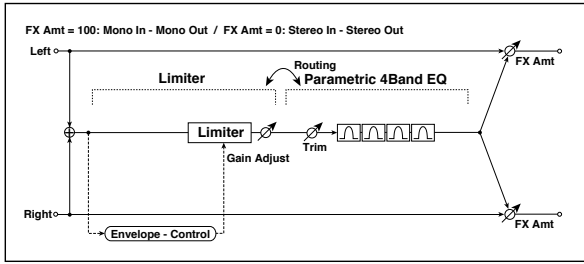 FX Amt = 100: Mono In - Mono Out / FX Amt = 0: Stereo In - Stereo Out
Left
FX Amt
Routing
Limiter
Parametric 4Band EQ
Limiter
Gain Adjust
Trim
Right
FX Amt
Envelope - Control